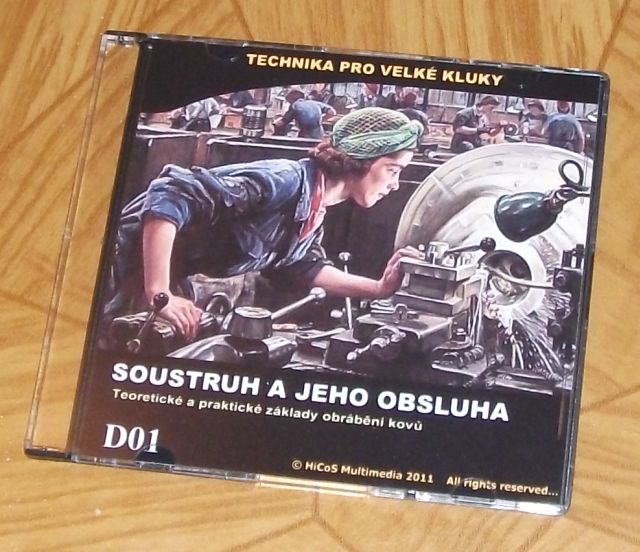 TECHNIKA PRO VELKÉ KLUKY
SOUSTRUH A JEHO OBSLUHA
Teoretické a praktické základy obrábění kovů
D01
© HiCoS Multimedia 2011 All rights reserved...